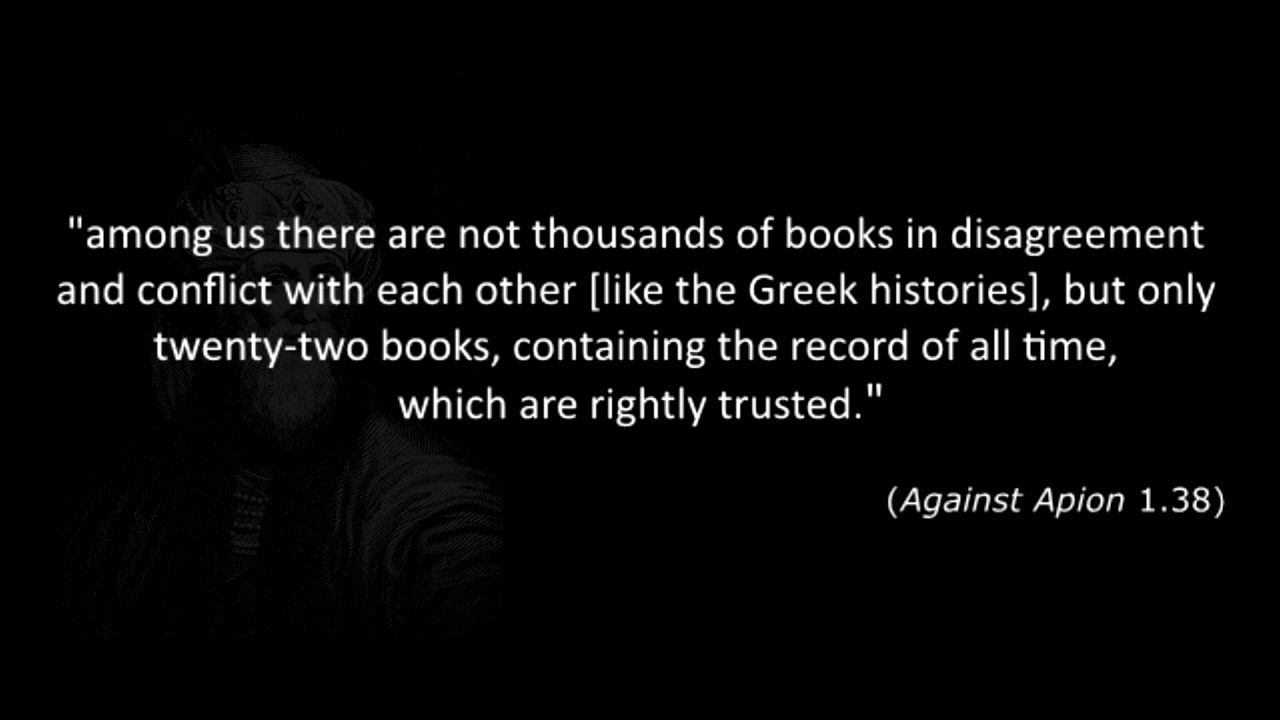 "among us there are not thousands of books in disagreement
and conflict with each other [like the Greek histories], but only
twenty-two books, containing the record of all time,
which are rightly trusted."
(Against Apion 1.38)